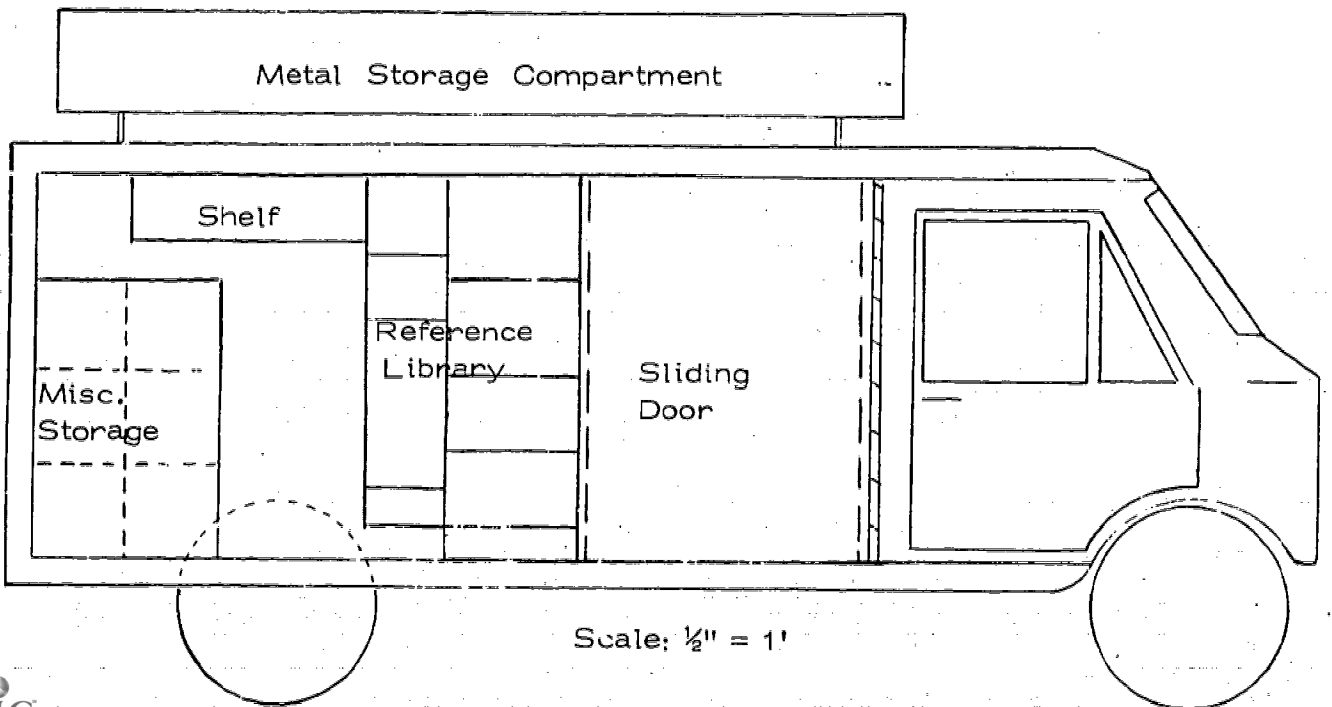 Metal Storage Compartment
Shelf
Reference
Library
Misc.
Storage
Sliding
Door
Scale: ½" = 1'